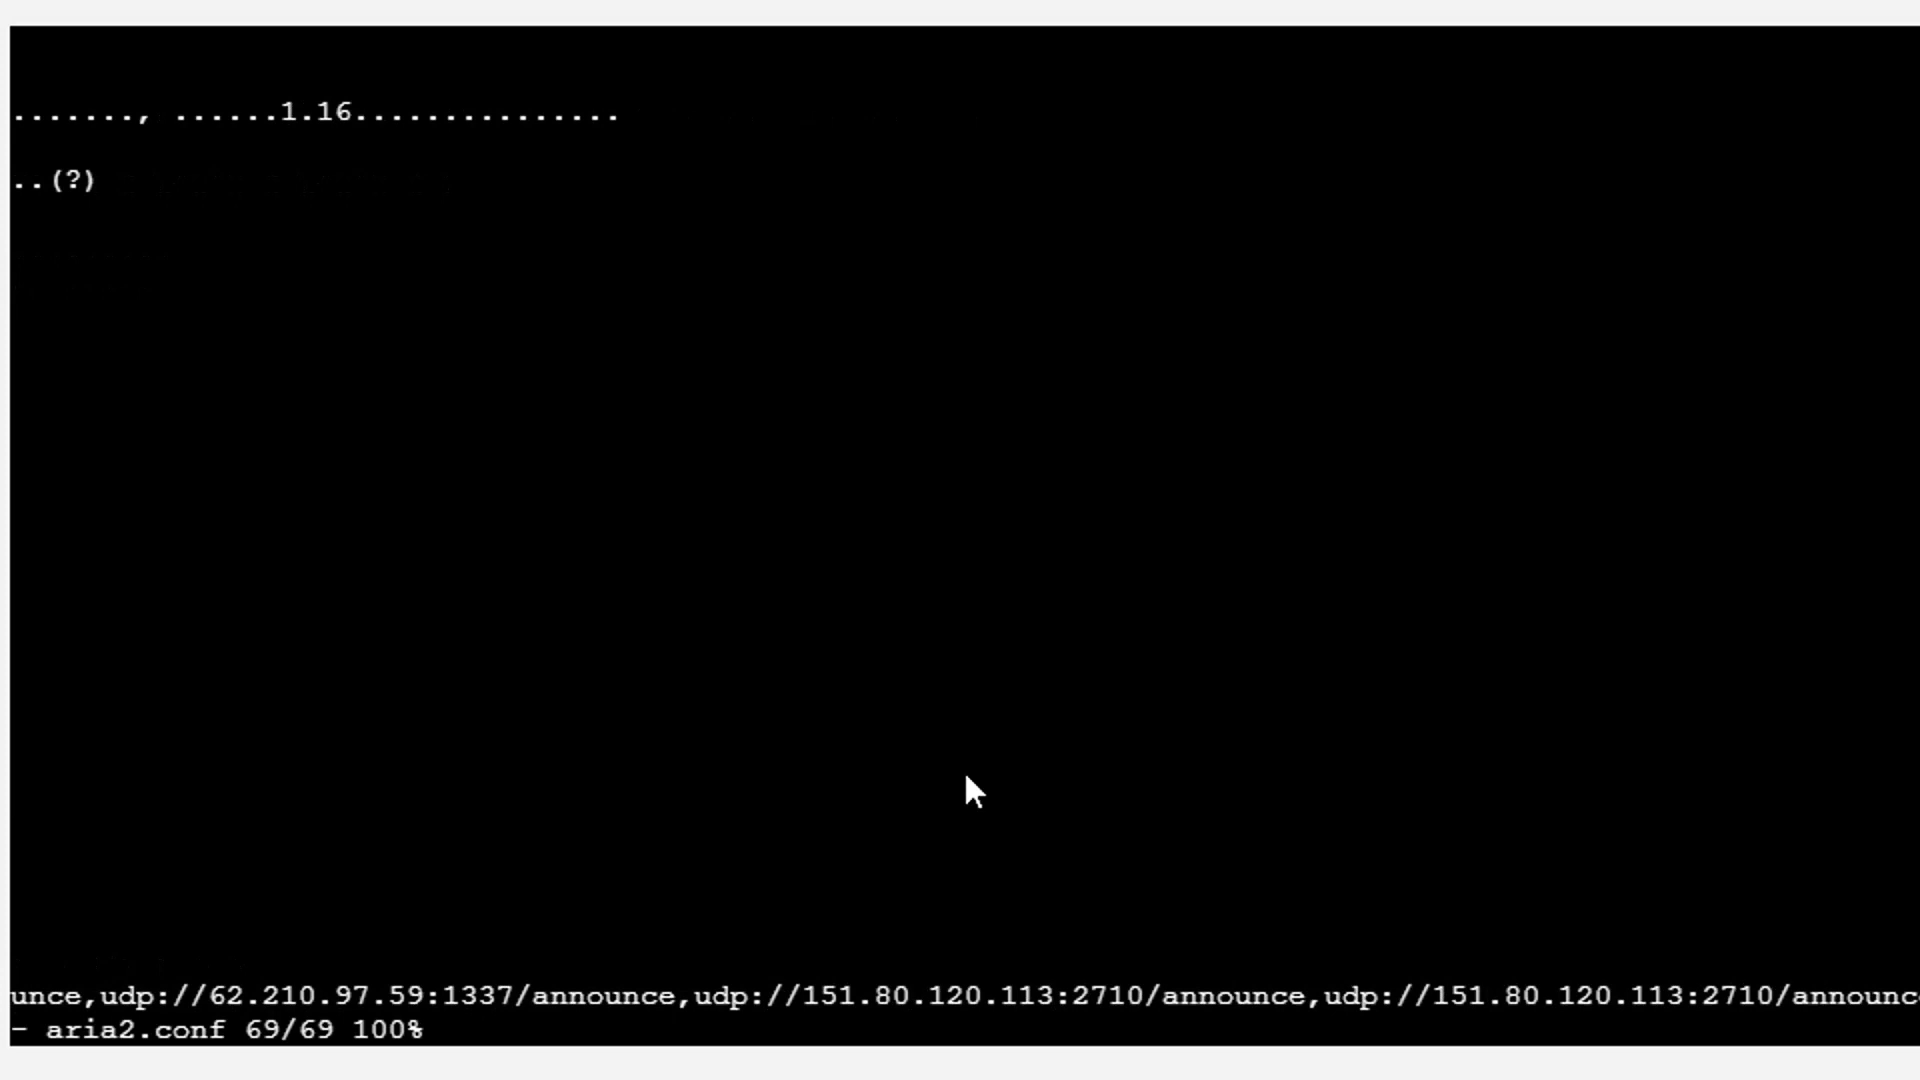 ......., ......1.16...............
..(?)
unce,udp://62.210.97.59:1337/announce,udp://151.80.120.113:2710/announce,udp://151.80.120.113:2710/announc
- aria2.conf 69/69 100%